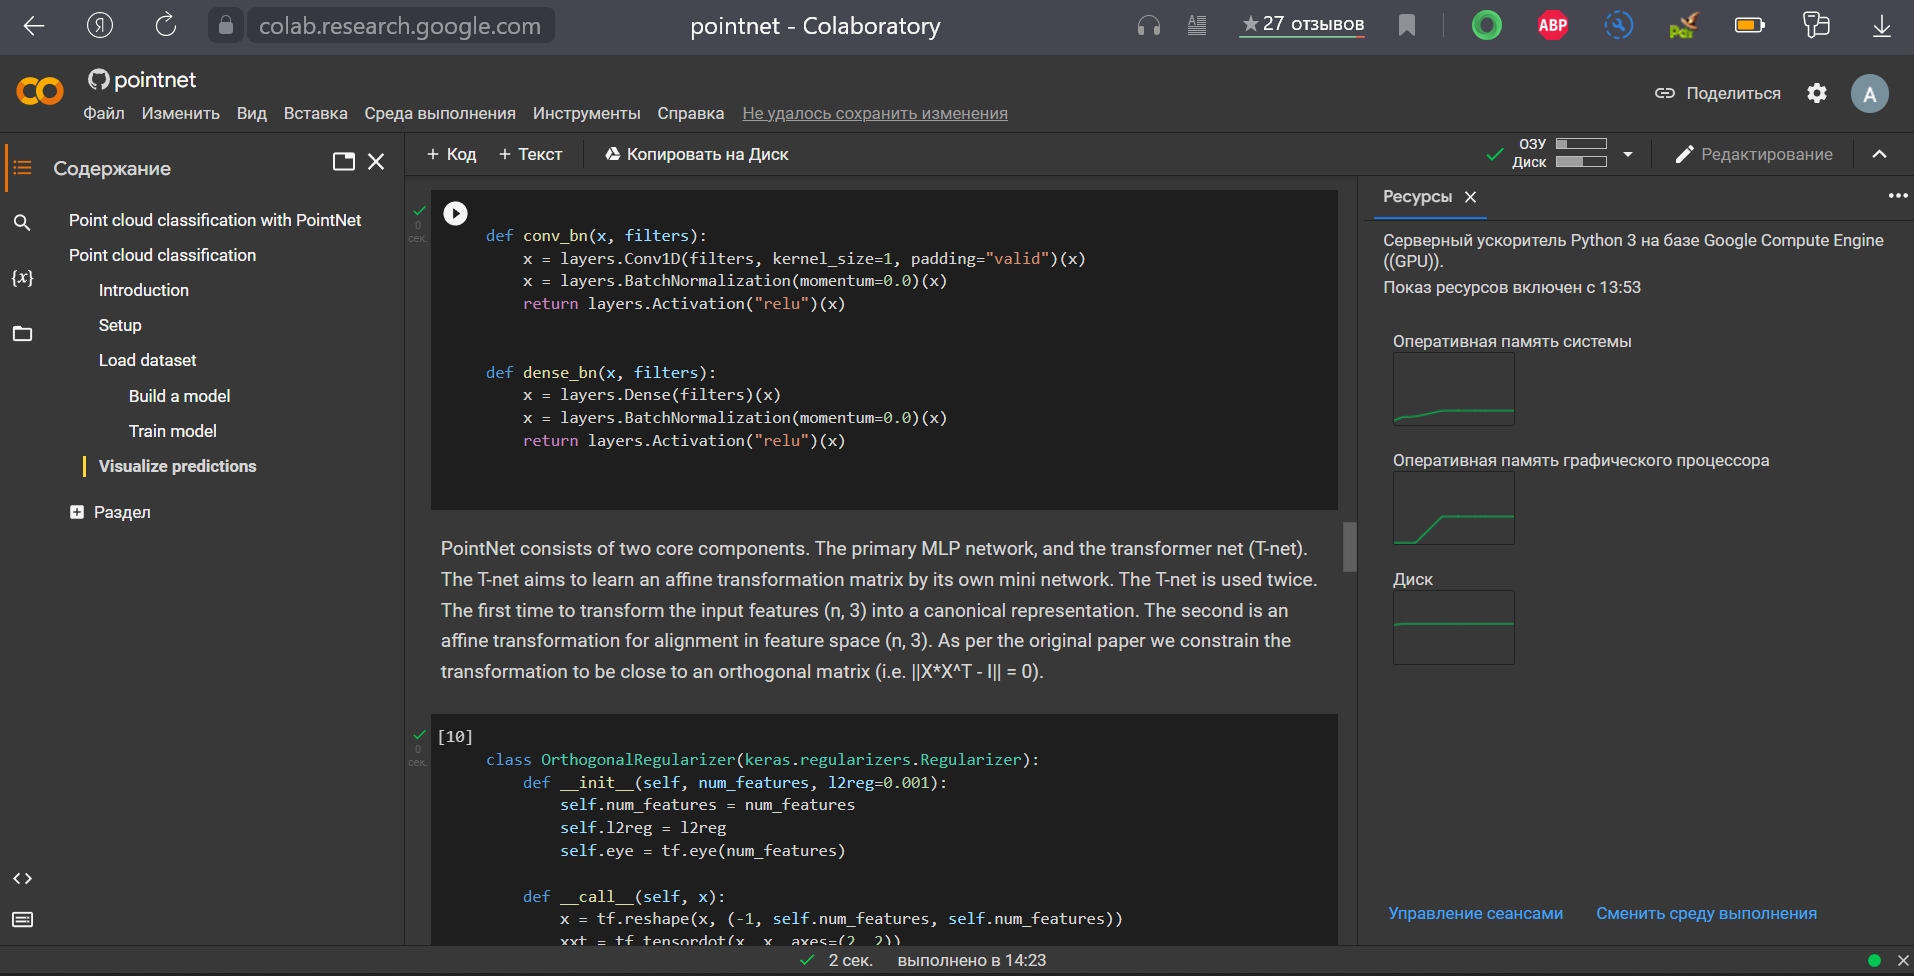 colab.research.google.com
pointnet - Colaboratory
★27 отзывов
ABP
pdf
pointnet
Файл Изменить Вид Вставка Среда выполнения Инструменты Справка Не удалось сохранить изменения
Поделиться
A
Содержание
Point cloud classification with PointNet
Point cloud classification
Introduction
Setup
Load dataset
Build a model
Train model
Visualize predictions
Раздел
+ Код + Текст Копировать на Диск
ОЗУ
Диск
Редактирование
0
сек.
def conv_bn(x, filters):
    x = layers.Conv1D(filters, kernel_size=1, padding="valid")(x)
    x = layers.BatchNormalization(momentum=0.0)(x)
    return layers.Activation("relu")(x)
def dense_bn(x, filters):
    x = layers.Dense(filters)(x)
    x = layers.BatchNormalization(momentum=0.0)(x)
    return layers.Activation("relu")(x)
PointNet consists of two core components. The primary MLP network, and the transformer net (T-net).
The T-net aims to learn an affine transformation matrix by its own mini network. The T-net is used twice.
The first time to transform the input features (n, 3) into a canonical representation. The second is an
affine transformation for alignment in feature space (n, 3). As per the original paper we constrain the
transformation to be close to an orthogonal matrix (i.e. ||X*X^T - I|| = 0).
0
сек.
[10]
class OrthogonalRegularizer(keras.regularizers.Regularizer):
    def __init__(self, num_features, l2reg=0.001):
        self.num_features = num_features
        self.l2reg = l2reg
        self.eye = tf.eye(num_features)
    def __call__(self, x):
        x = tf.reshape(x, (-1, self.num_features, self.num_features))
        xxt = tf.tensordot(x, x, axes=(2, 2))
Ресурсы
Серверный ускоритель Python 3 на базе Google Compute Engine
((GPU)).
Показ ресурсов включен с 13:53
Оперативная память системы
Оперативная память графического процессора
Диск
Управление сеансами Сменить среду выполнения
2 сек. выполнено в 14:23